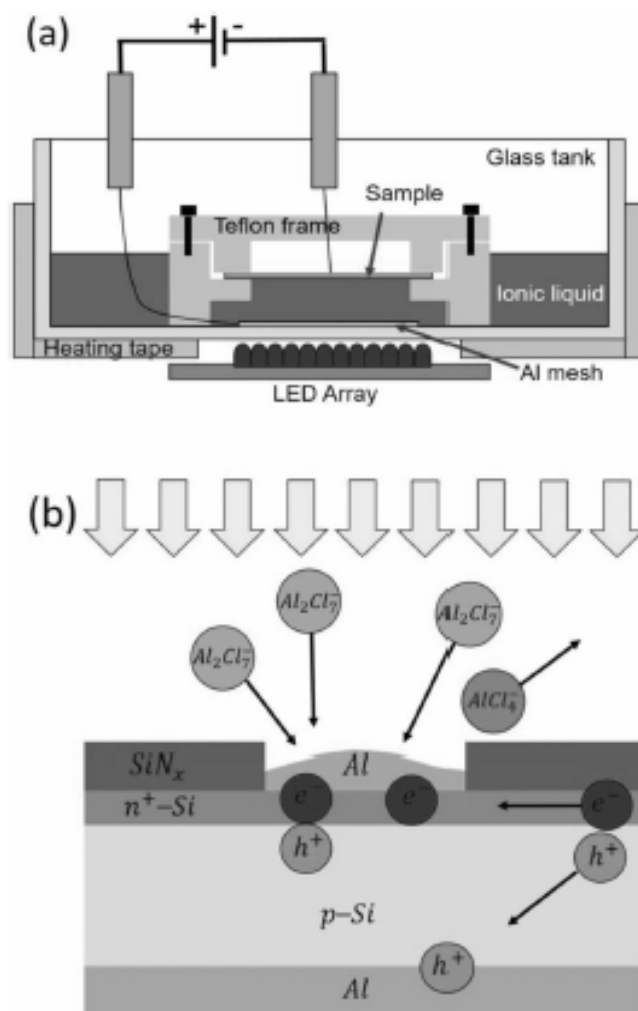 (a)
+ -
Glass tank
Sample
Teflon frame
Ionic liquid
Heating tape
Al mesh
LED Array
(b)
Al₂Cl₇⁻
Al₂Cl₇⁻
Al₂Cl₇⁻
AlCl₄⁻
SiNₓ
Al
n⁺-Si
e⁻
e⁻
e⁻
h⁺
h⁺
p-Si
h⁺
Al